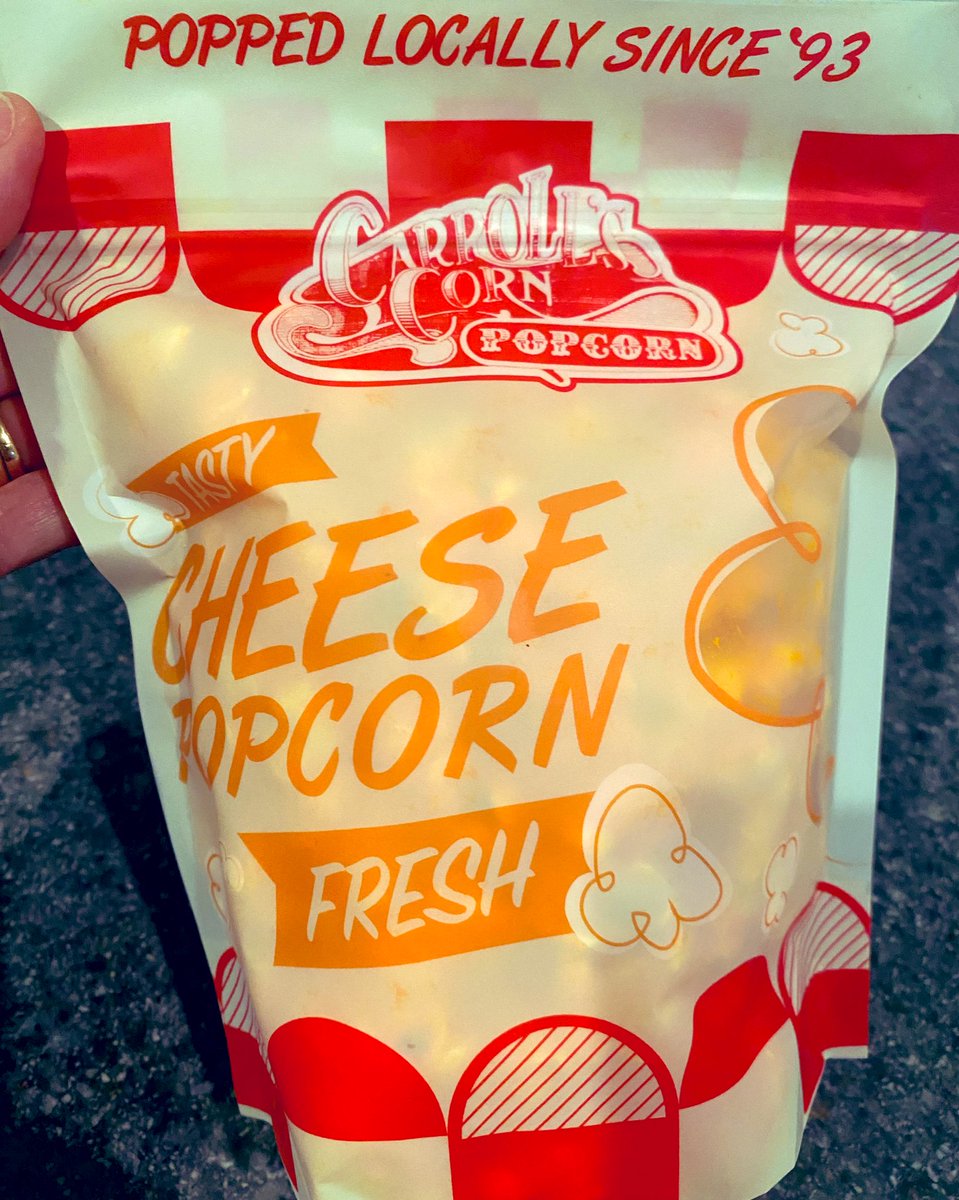 POPPED LOCALLY SINCE '93
CARROLL'S
CORN
POPCORN
TASTY
CHEESE
POPCORN
FRESH